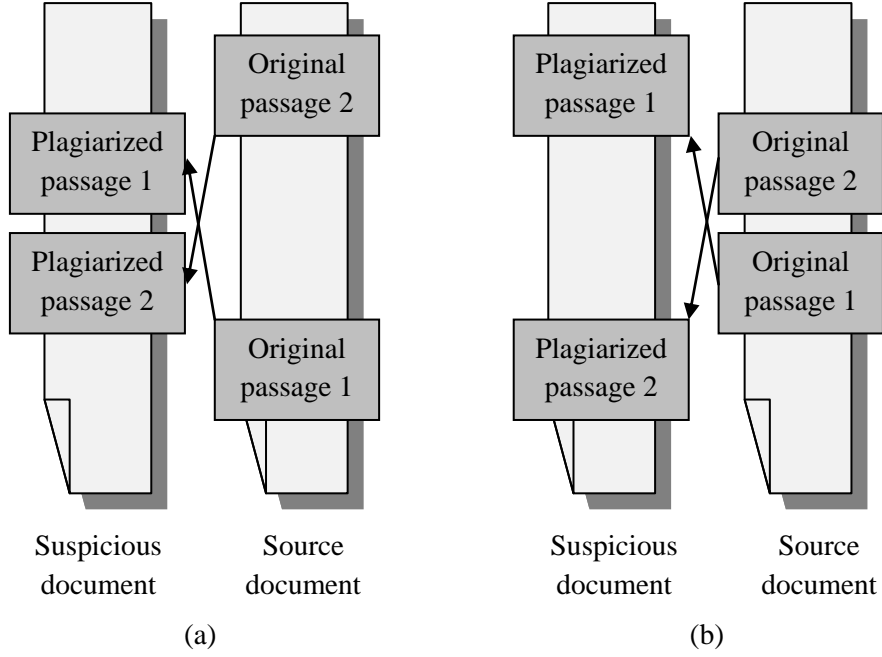 Original
passage 2
Plagiarized
passage 1
Plagiarized
passage 2
Original
passage 1
Suspicious
document
Source
document
(a)
Plagiarized
passage 1
Original
passage 2
Original
passage 1
Plagiarized
passage 2
Suspicious
document
Source
document
(b)